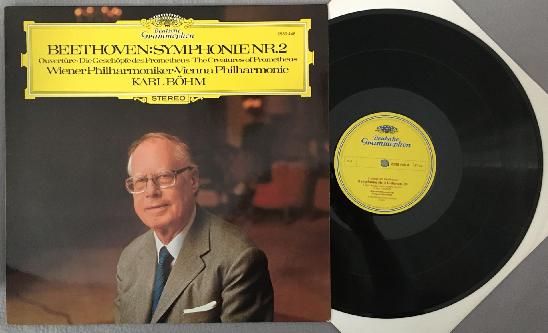 Deutsche
Grammophon
BEETHOVEN:SYMPHONIE NR.2
Ouvertüre·Die Geschöpfe des Prometheus·The Creatures of Prometheus
Wiener Philharmoniker·Vienna Philharmonic
KARL BÖHM
STEREO
Deutsche
Grammophon